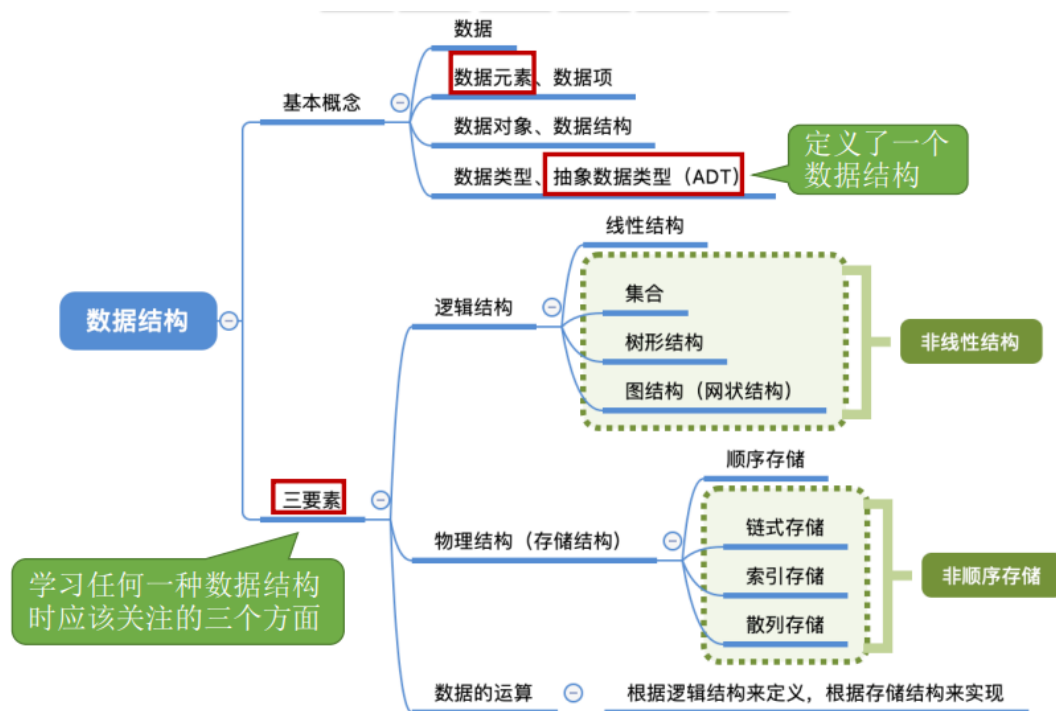 数据
数据元素、数据项
基本概念
数据对象、数据结构
定义了一个
数据结构
数据类型、抽象数据类型（ADT）
线性结构
集合
逻辑结构
数据结构
树形结构
非线性结构
图结构（网状结构）
顺序存储
三要素
链式存储
物理结构（存储结构）
索引存储
非顺序存储
学习任何一种数据结构
时应该关注的三个方面
散列存储
数据的运算
根据逻辑结构来定义，根据存储结构来实现